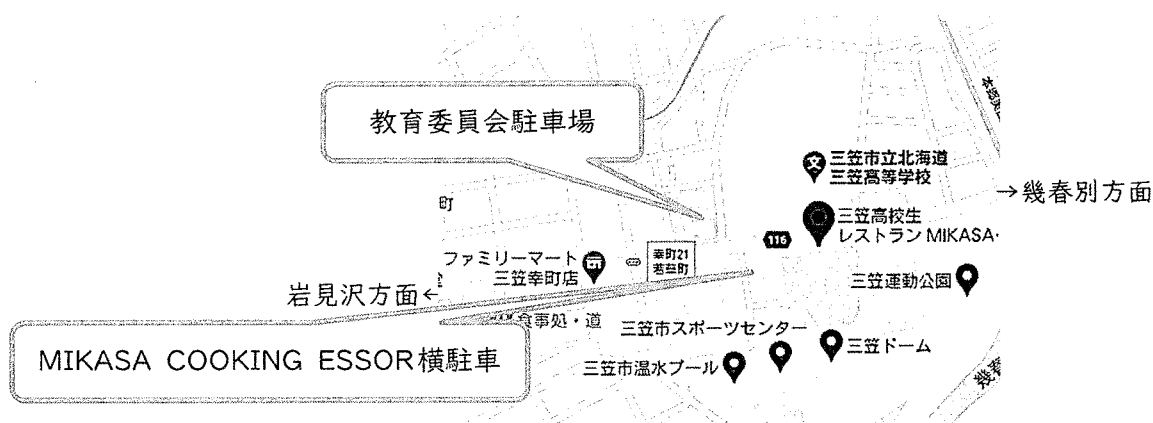 教育委員会駐車場
三笠市立北海道
三笠高等学校
→幾春別方面
町
三笠高校生
レストラン MIKASA・
116
幸町21
若草町
ファミリーマート
三笠幸町店
三笠運動公園
岩見沢方面←
食事処・道
三笠市スポーツセンター
三笠ドーム
MIKASA COOKING ESSOR横駐車
三笠市温水プール
幾春